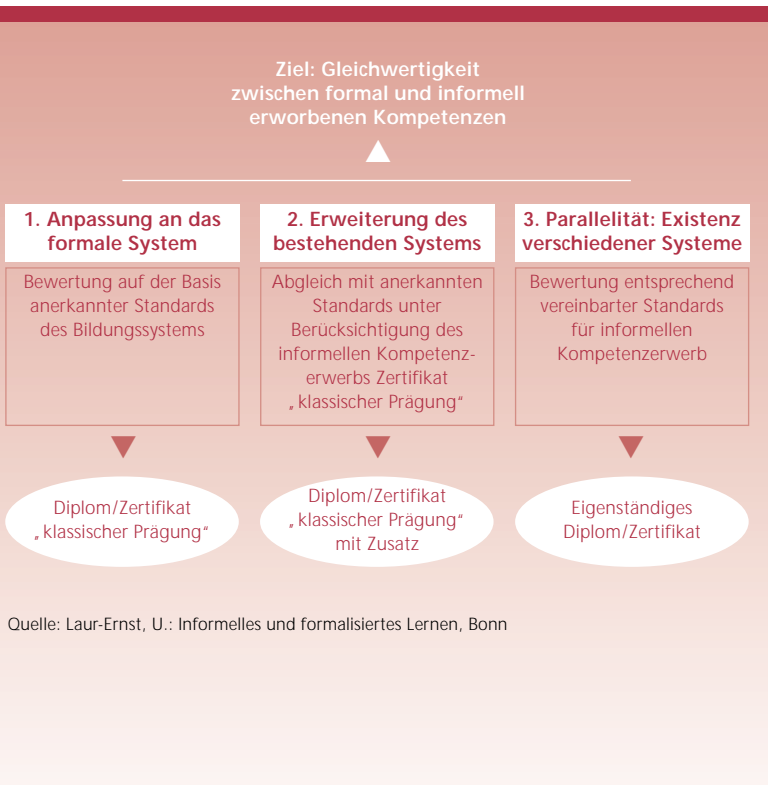 Ziel: Gleichwertigkeit
zwischen formal und informell
erworbenen Kompetenzen
1. Anpassung an das
formale System
Bewertung auf der Basis
anerkannter Standards
des Bildungssystems
Diplom/Zertifikat
„klassischer Prägung“
2. Erweiterung des
bestehenden Systems
Abgleich mit anerkannten
Standards unter
Berücksichtigung des
informellen Kompetenz-
erwerbs Zertifikat
„klassischer Prägung“
Diplom/Zertifikat
„klassischer Prägung“
mit Zusatz
3. Parallelität: Existenz
verschiedener Systeme
Bewertung entsprechend
vereinbarter Standards
für informellen
Kompetenzerwerb
Eigenständiges
Diplom/Zertifikat
Quelle: Laur-Ernst, U.: Informelles und formalisiertes Lernen, Bonn